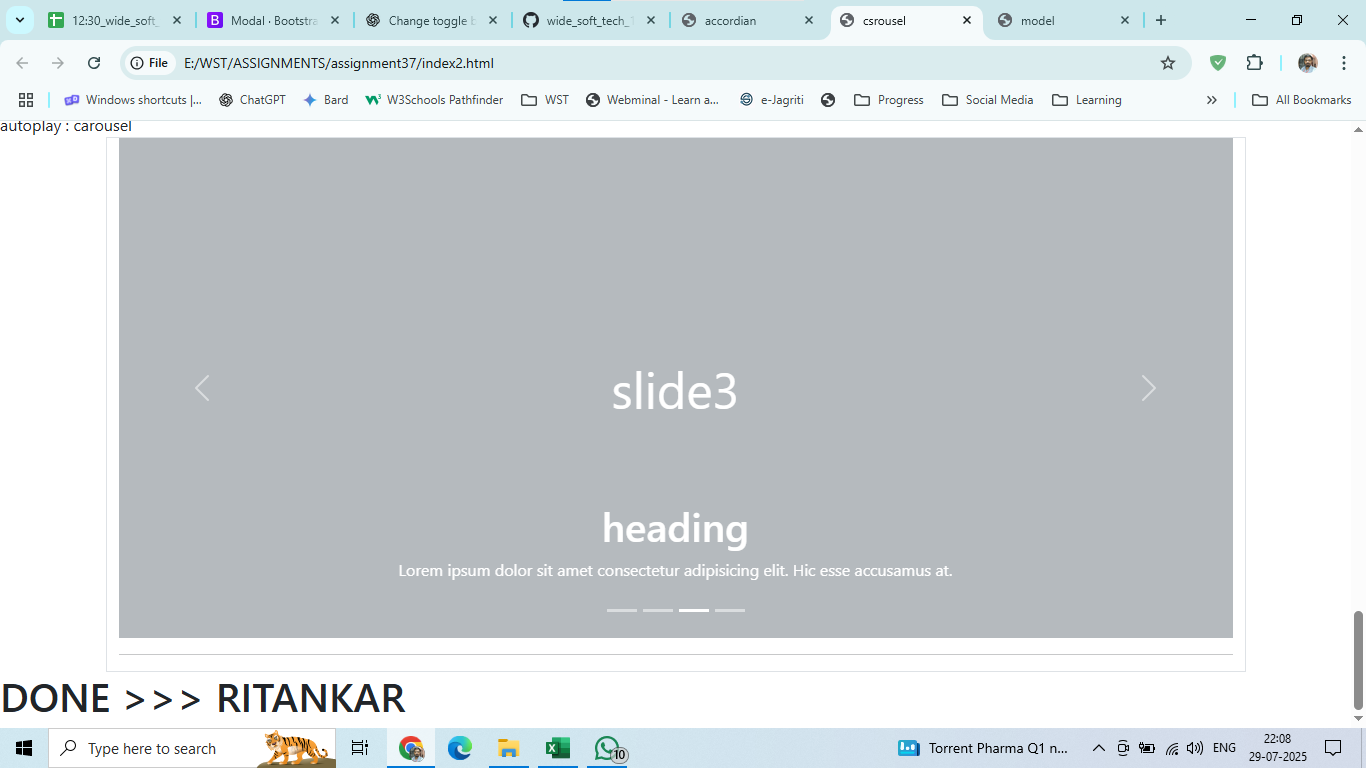 12:30_wide_soft_
Modal · Bootstra
Change toggle b
wide_soft_tech_1
accordian
csrousel
model
File
E:/WST/ASSIGNMENTS/assignment37/index2.html
Windows shortcuts |...
ChatGPT
Bard
W3Schools Pathfinder
WST
Webminal - Learn a...
e-Jagriti
Progress
Social Media
Learning
»
All Bookmarks
autoplay : carousel
slide3
heading
Lorem ipsum dolor sit amet consectetur adipisicing elit. Hic esse accusamus at.
DONE >>> RITANKAR
Type here to search
10
Torrent Pharma Q1 n...
ENG
22:08
29-07-2025